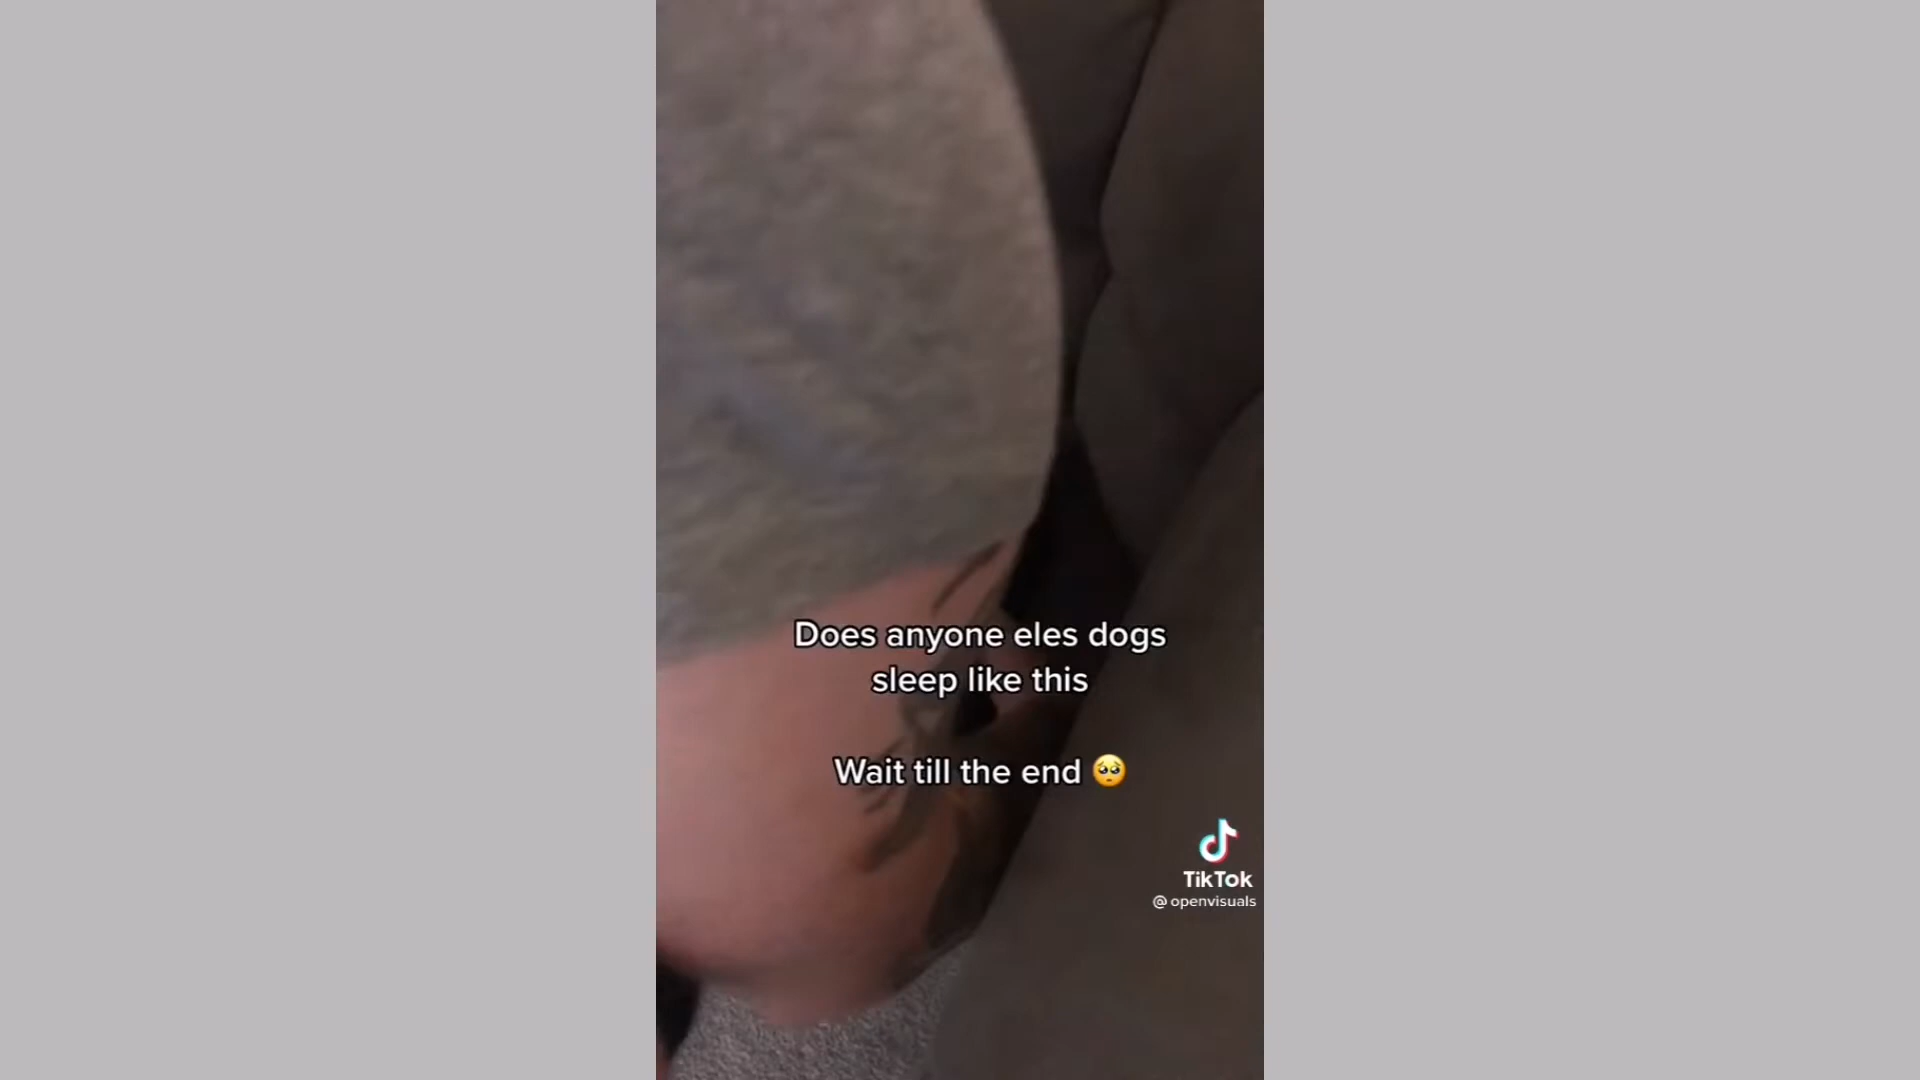 Does anyone eles dogs
sleep like this
Wait till the end 🥺
TikTok
@openvisuals